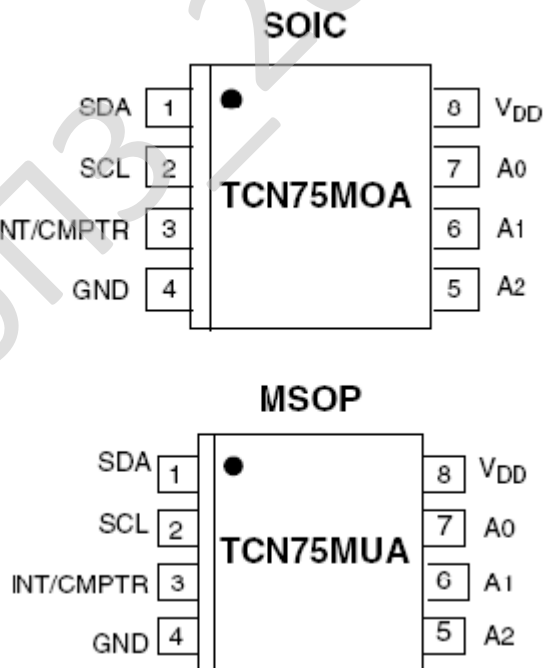 SOIC
SDA 1 8 VDD
SCL 2 7 A0
TCN75MOA
NT/CMPTR 3 6 A1
GND 4 5 A2
MSOP
SDA 1 8 VDD
SCL 2 7 A0
TCN75MUA
INT/CMPTR 3 6 A1
GND 4 5 A2